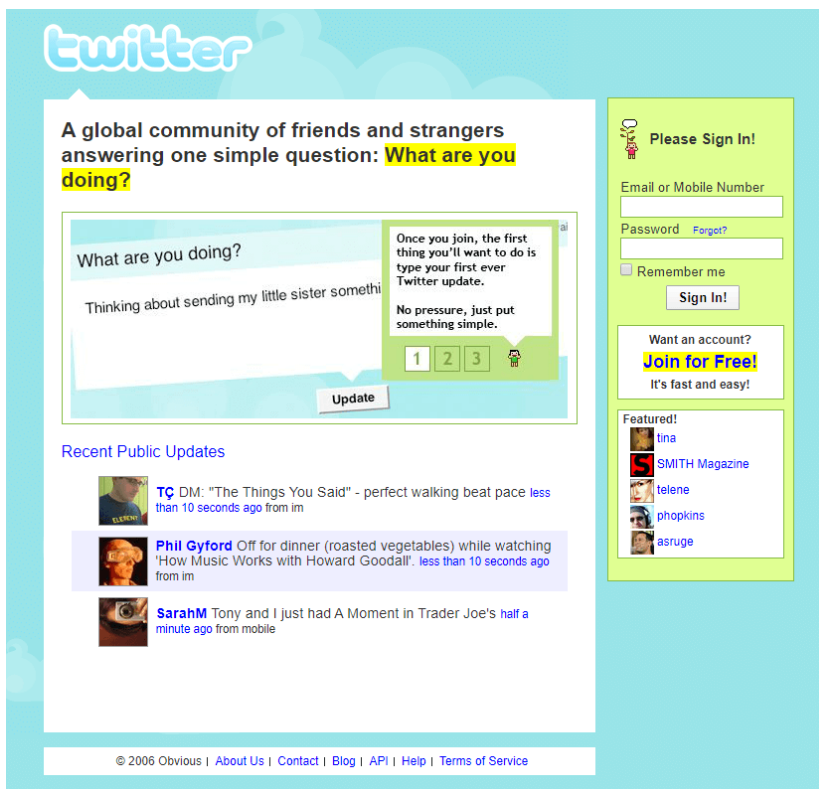 twitter
A global community of friends and strangers
answering one simple question: What are you
doing?
What are you doing?
Thinking about sending my little sister somethi
Once you join, the first
thing you'll want to do is
type your first ever
Twitter update.
No pressure, just put
something simple.
1 2 3
Update
Recent Public Updates
TÇ DM: "The Things You Said" - perfect walking beat pace less
than 10 seconds ago from im
Phil Gyford Off for dinner (roasted vegetables) while watching
'How Music Works with Howard Goodall'. less than 10 seconds ago
from im
SarahM Tony and I just had A Moment in Trader Joe's half a
minute ago from mobile
Please Sign In!
Email or Mobile Number
Password Forgot?
Remember me
Sign In!
Want an account?
Join for Free!
It's fast and easy!
Featured!
tina
SMITH Magazine
telene
phopkins
asruge
© 2006 Obvious | About Us | Contact | Blog | API | Help | Terms of Service